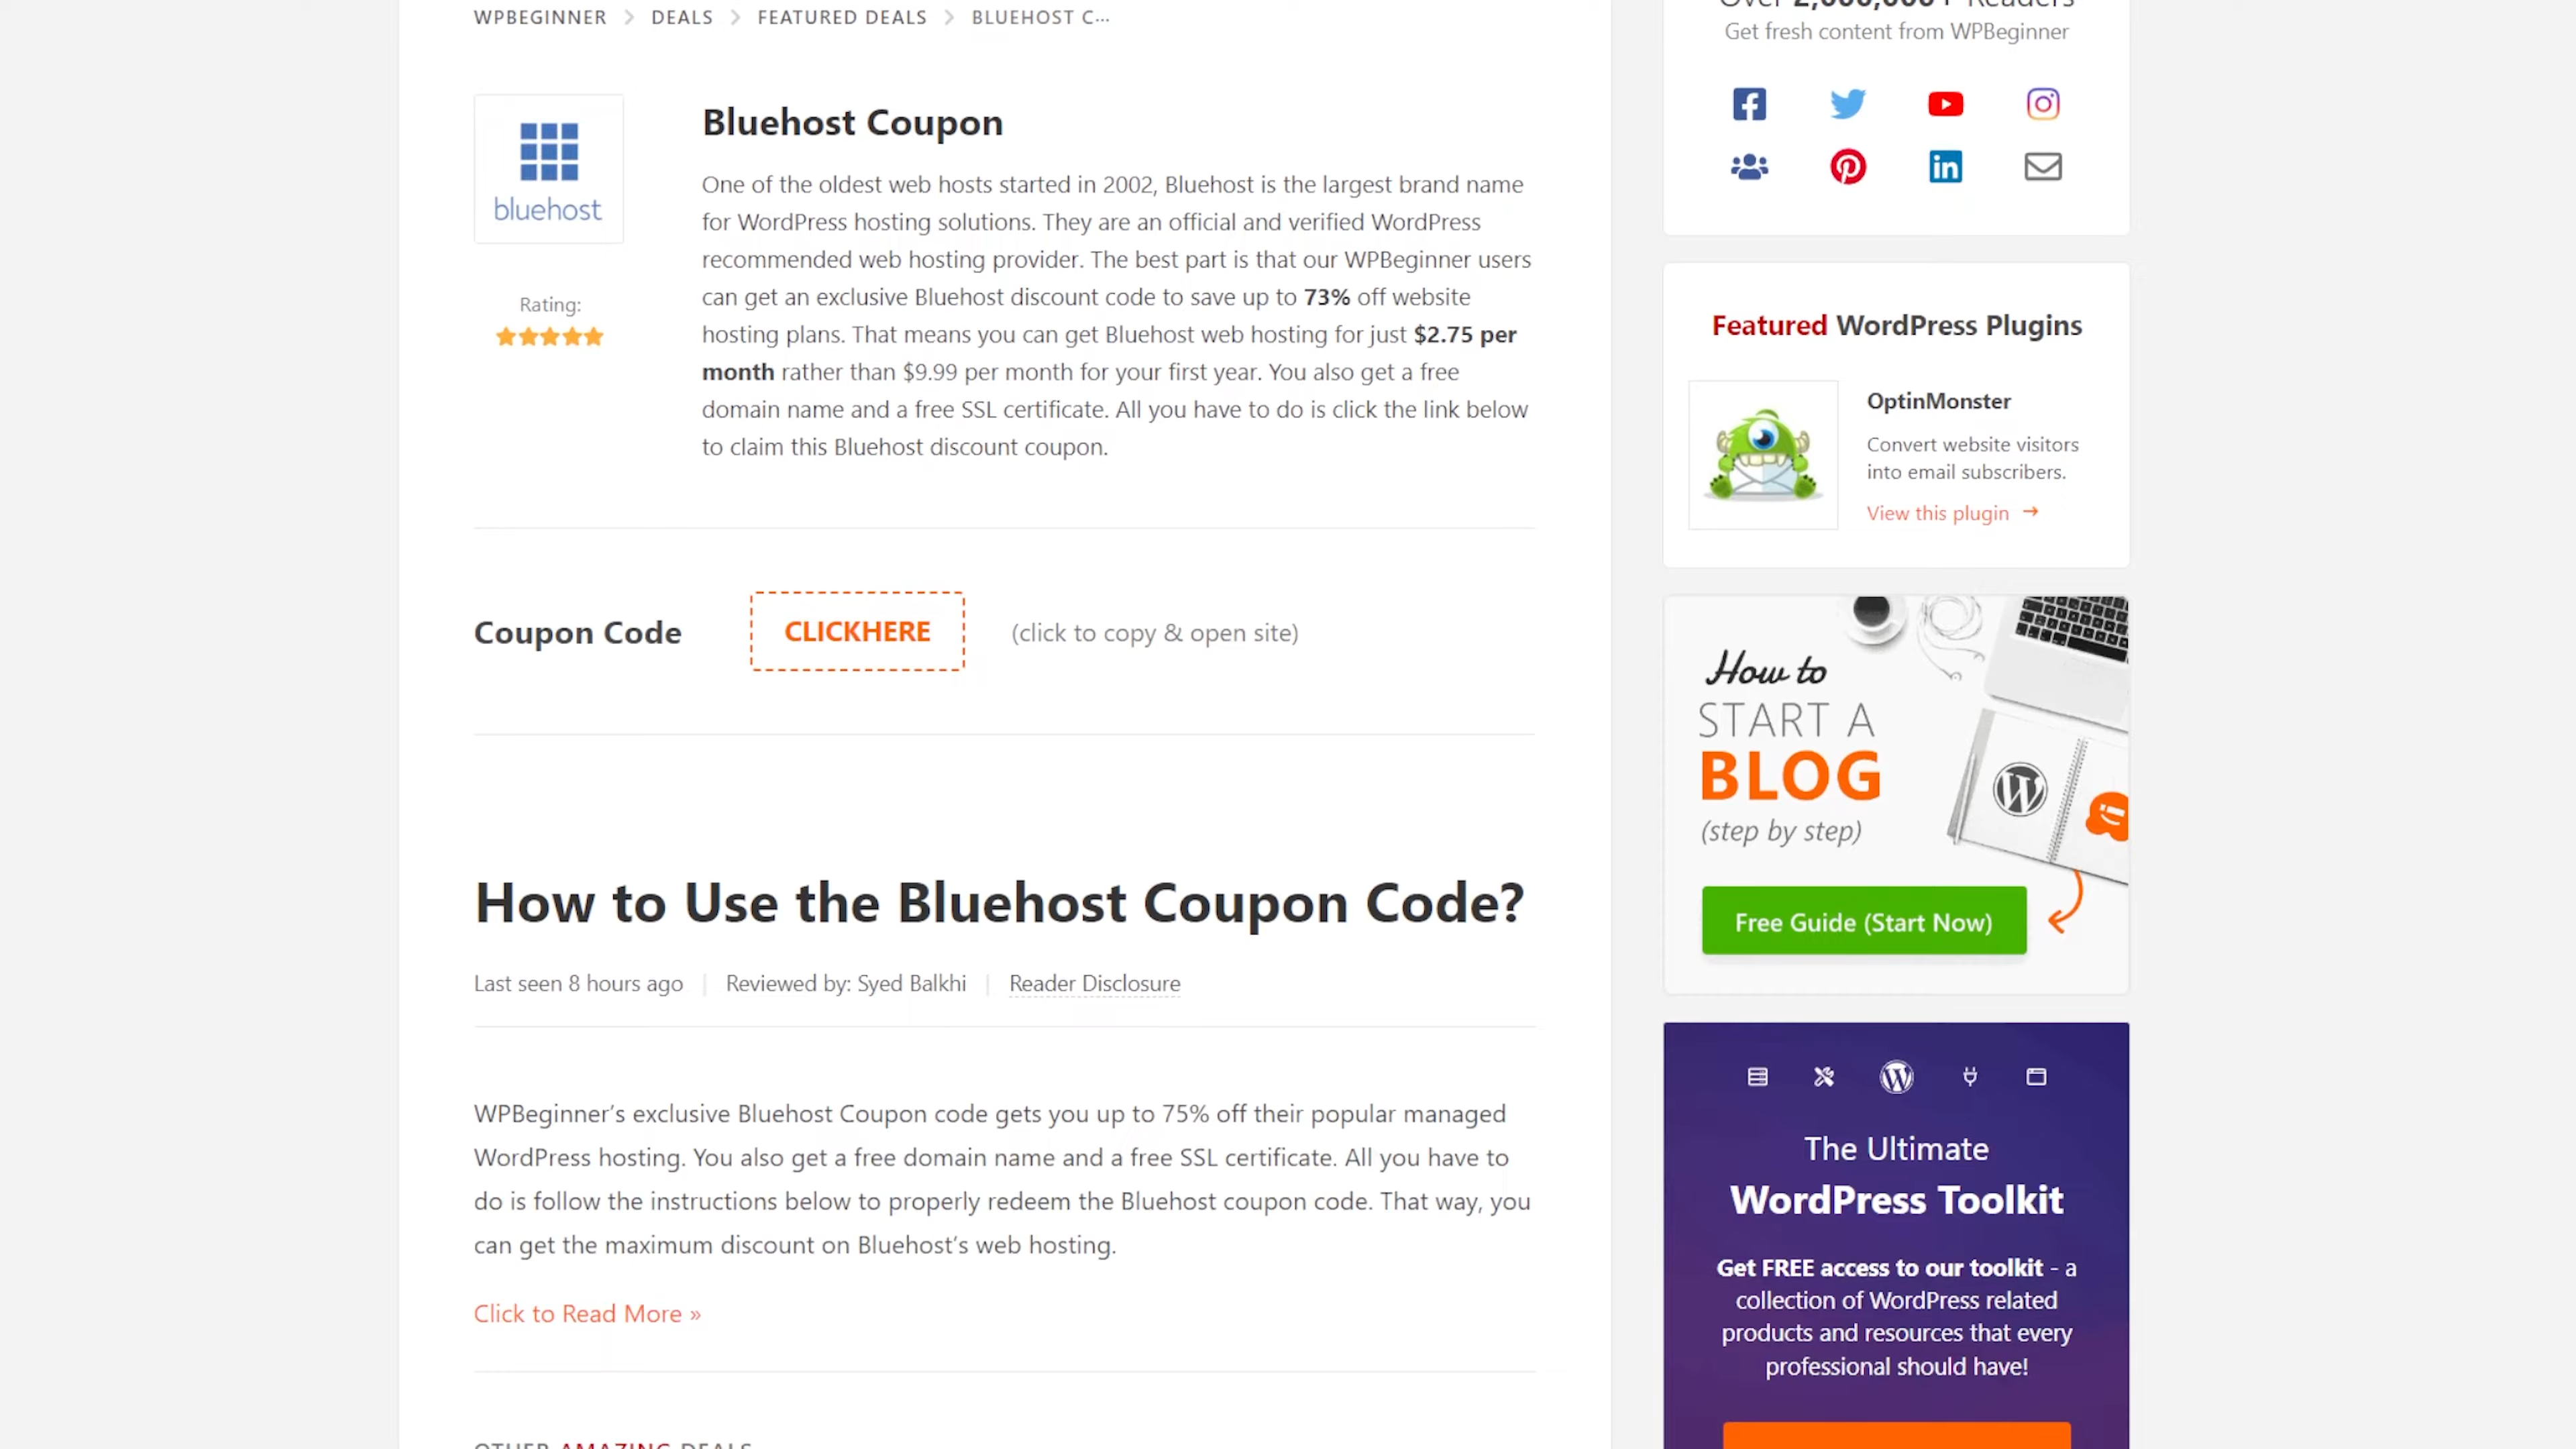 WPBEGINNER > DEALS > FEATURED DEALS > BLUEHOST C...
bluehost
Rating:
Bluehost Coupon
One of the oldest web hosts started in 2002, Bluehost is the largest brand name
for WordPress hosting solutions. They are an official and verified WordPress
recommended web hosting provider. The best part is that our WPBeginner users
can get an exclusive Bluehost discount code to save up to 73% off website
hosting plans. That means you can get Bluehost web hosting for just $2.75 per
month rather than $9.99 per month for your first year. You also get a free
domain name and a free SSL certificate. All you have to do is click the link below
to claim this Bluehost discount coupon.
Coupon Code CLICKHERE (click to copy & open site)
How to Use the Bluehost Coupon Code?
Last seen 8 hours ago | Reviewed by: Syed Balkhi | Reader Disclosure
WPBeginner’s exclusive Bluehost Coupon code gets you up to 75% off their popular managed
WordPress hosting. You also get a free domain name and a free SSL certificate. All you have to
do is follow the instructions below to properly redeem the Bluehost coupon code. That way, you
can get the maximum discount on Bluehost’s web hosting.
Click to Read More »
OTHER AMAZING DEALS
Over 2,000,000+ Readers
Get fresh content from WPBeginner
Featured WordPress Plugins
OptinMonster
Convert website visitors
into email subscribers.
View this plugin →
How to
START A
BLOG
(step by step)
Free Guide (Start Now)
The Ultimate
WordPress Toolkit
Get FREE access to our toolkit - a
collection of WordPress related
products and resources that every
professional should have!